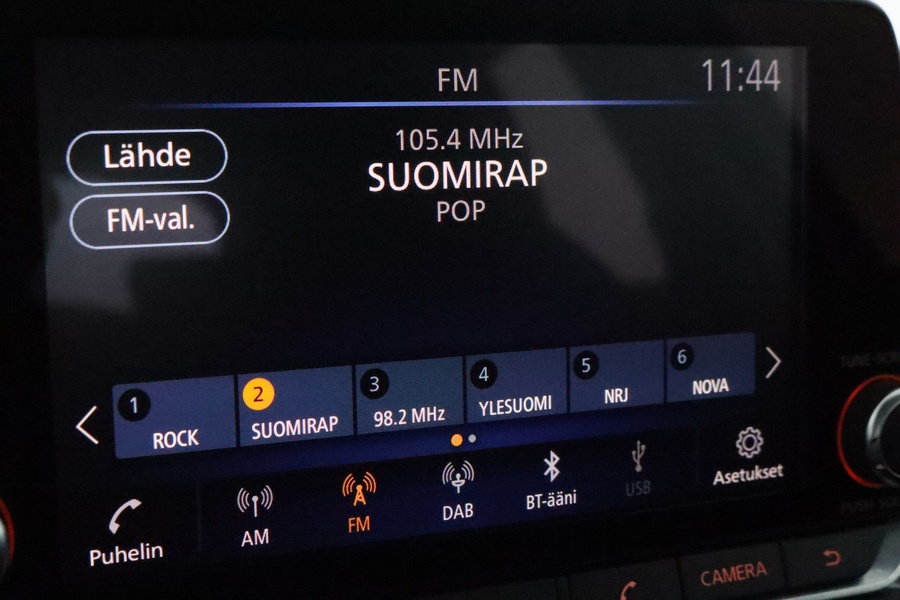 FM
11:44
105.4 MHz
SUOMIRAP
POP
Lähde
FM-val.
1
ROCK
2
SUOMIRAP
3
98.2 MHz
4
YLESUOMI
5
NRJ
6
NOVA
Puhelin
AM
FM
DAB
BT-ääni
USB
Asetukset
CAMERA